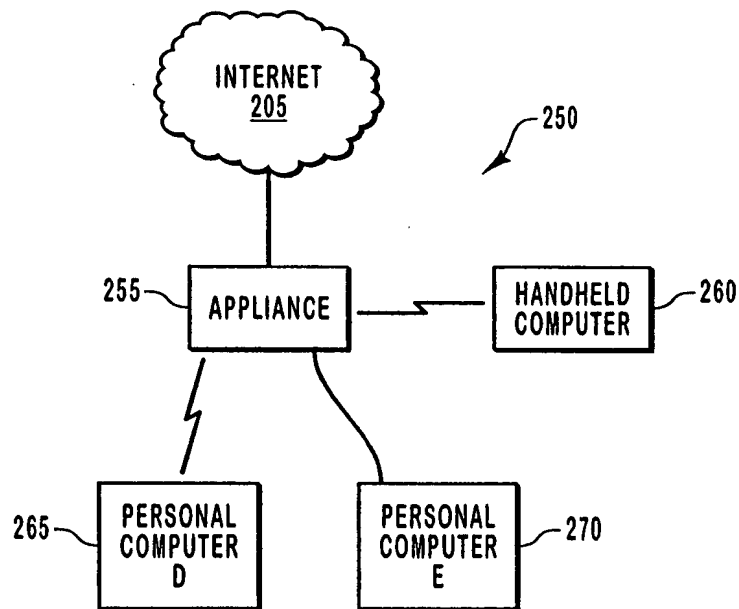 INTERNET
205
250
255
APPLIANCE
HANDHELD
COMPUTER
260
265
PERSONAL
COMPUTER
D
PERSONAL
COMPUTER
E
270